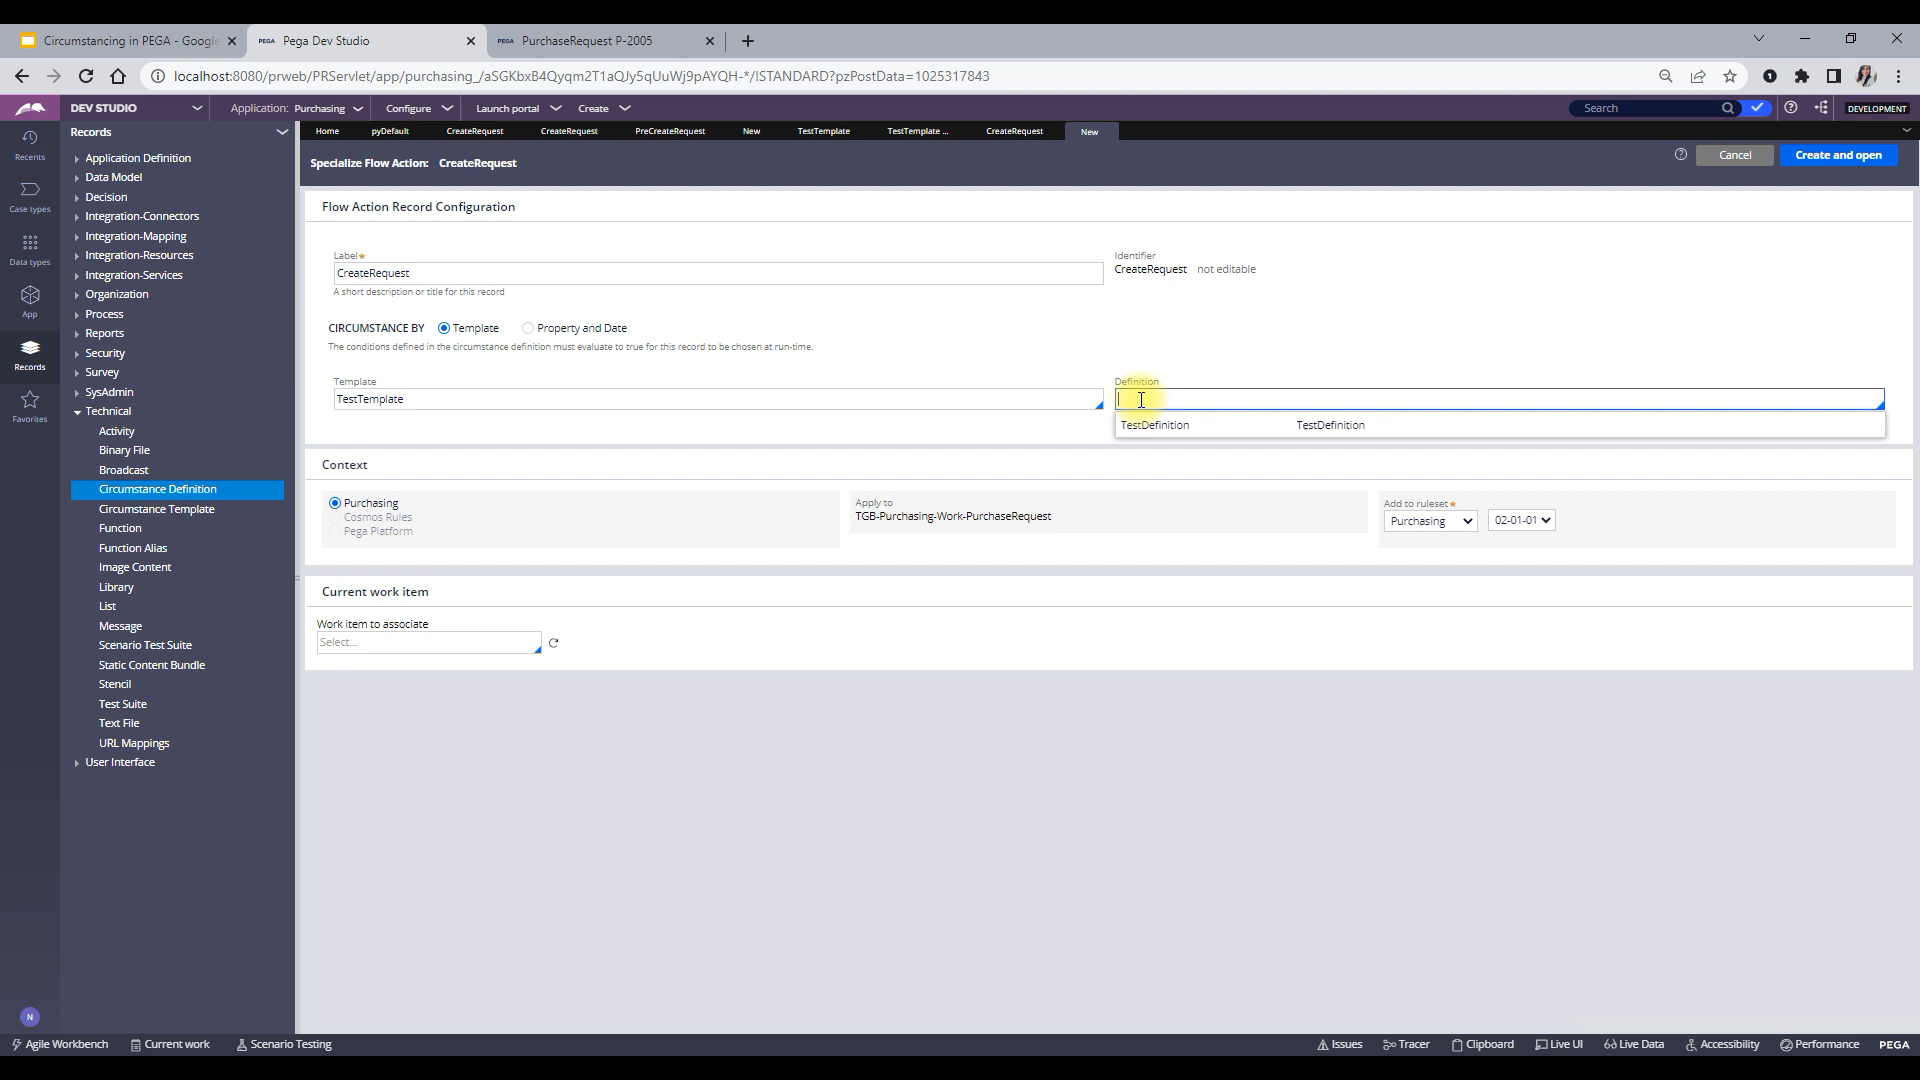 Circumstancing in PEGA - Google
PEGA Pega Dev Studio
PEGA PurchaseRequest P-2005
localhost:8080/prweb/PRServlet/app/purchasing_/aSGKbxB4Qyqm2T1aQJy5qUuWj9pAYQH-*/!STANDARD?pzPostData=1025317843
DEV STUDIO
Application: Purchasing
Configure
Launch portal
Create
Search
DEVELOPMENT
Recents
Case types
Data types
App
Records
Favorites
N
Records
Application Definition
Data Model
Decision
Integration-Connectors
Integration-Mapping
Integration-Resources
Integration-Services
Organization
Process
Reports
Security
Survey
SysAdmin
Technical
Activity
Binary File
Broadcast
Circumstance Definition
Circumstance Template
Function
Function Alias
Image Content
Library
List
Message
Scenario Test Suite
Static Content Bundle
Stencil
Test Suite
Text File
URL Mappings
User Interface
Home
pyDefault
CreateRequest
CreateRequest
PreCreateRequest
New
TestTemplate
TestTemplate ...
CreateRequest
New
Specialize Flow Action: CreateRequest
Cancel
Create and open
Flow Action Record Configuration
Label*
CreateRequest
A short description or title for this record
Identifier
CreateRequest not editable
CIRCUMSTANCE BY Template Property and Date
The conditions defined in the circumstance definition must evaluate to true for this record to be chosen at run-time.
Template
TestTemplate
Definition
TestDefinition TestDefinition
Context
Purchasing
Cosmos Rules
Pega Platform
Apply to
TGB-Purchasing-Work-PurchaseRequest
Add to ruleset*
Purchasing 02-01-01
Current work item
Work item to associate
Select...
Agile Workbench
Current work
Scenario Testing
Issues
Tracer
Clipboard
Live UI
Live Data
Accessibility
Performance
PEGA